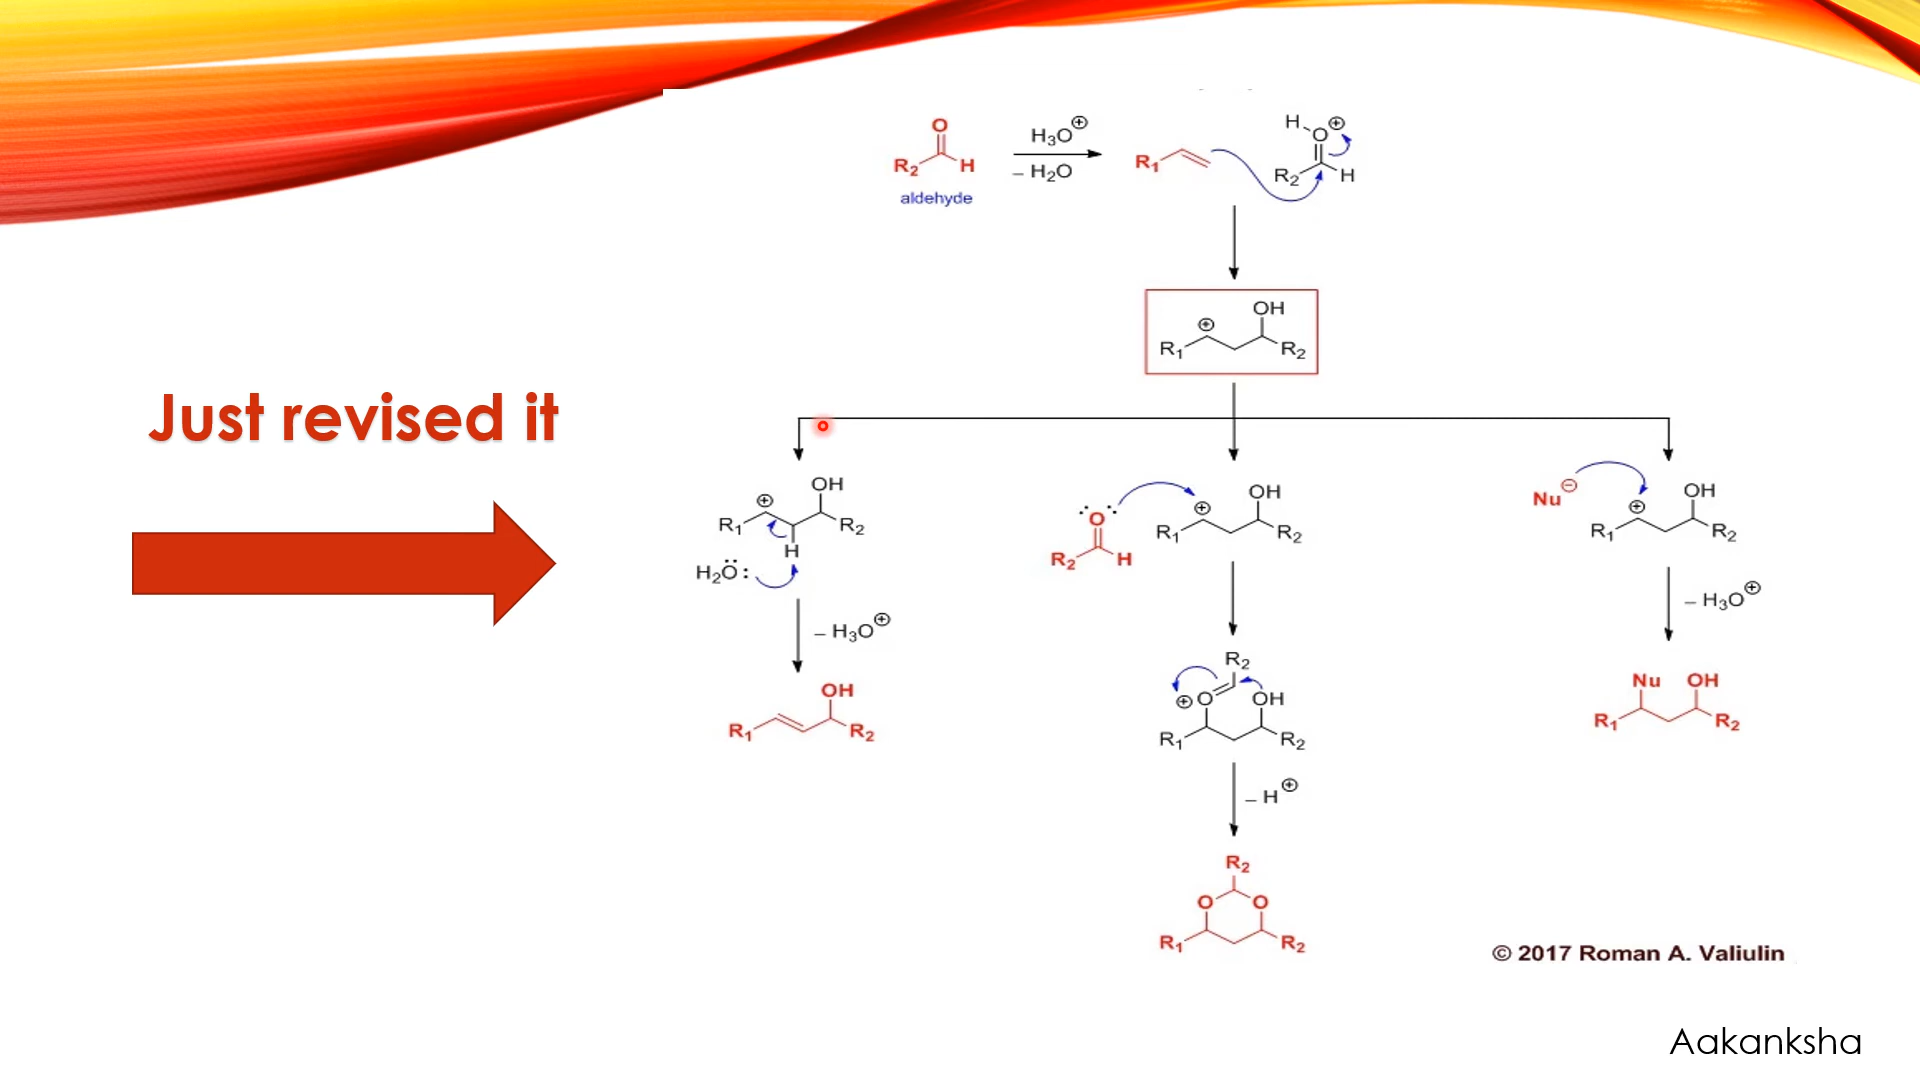 O
H₃O⊕
H
O⊕
R₂
H
– H₂O
R₁
R₂
H
aldehyde
OH
⊕
R₁
R₂
Just revised it
OH
⊕
R₁
R₂
H
H₂O:
O
R₂
H
OH
⊕
R₁
R₂
Nu⊖
OH
⊕
R₁
R₂
– H₃O⊕
– H₃O⊕
R₂
⊕
O
OH
R₁
R₂
OH
R₁
R₂
Nu
OH
R₁
R₂
– H⊕
R₂
O
O
R₁
R₂
© 2017 Roman A. Valiulin
Aakanksha